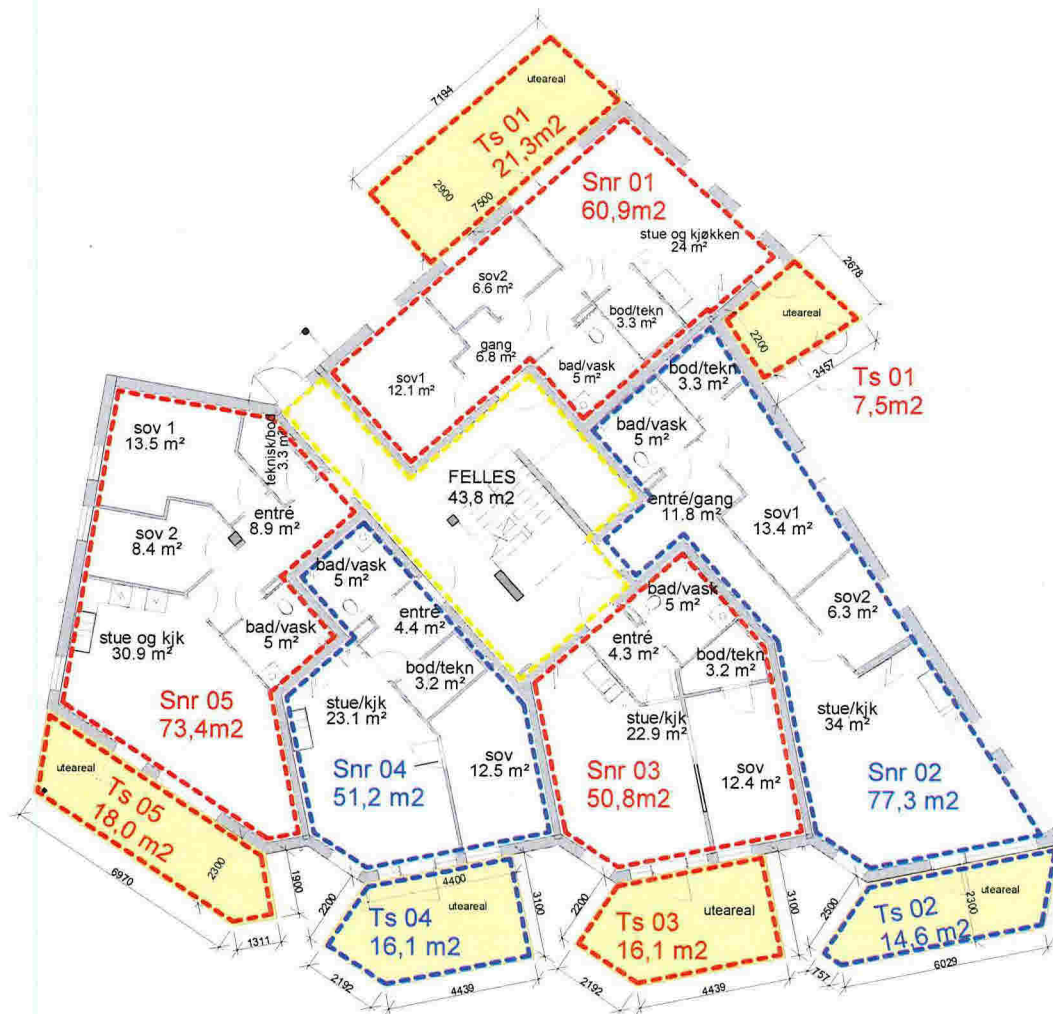 7194
uteareal
Ts 01
21,3m2
2900
7500
Snr 01
60,9m2
stue og kjøkken
24 m²
sov2
6.6 m²
bod/tekn
3.3 m²
gang
6.8 m²
bad/vask
5 m²
sov1
12.1 m²
2678
uteareal
2200
3457
Ts 01
7,5m2
bod/tekn
3.3 m²
bad/vask
5 m²
entré/gang
11.8 m²
sov1
13.4 m²
sov2
6.3 m²
stue/kjk
34 m²
Snr 02
77,3 m2
FELLES
43,8 m2
sov 1
13.5 m²
teknisk/bod
3.3 m²
entré
8.9 m²
sov 2
8.4 m²
bad/vask
5 m²
stue og kjk
30.9 m²
Snr 05
73,4m2
bad/vask
5 m²
entré
4.4 m²
bod/tekn
3.2 m²
stue/kjk
23.1 m²
sov
12.5 m²
Snr 04
51,2 m2
bad/vask
5 m²
entré
4.3 m²
bod/tekn
3.2 m²
stue/kjk
22.9 m²
sov
12.4 m²
Snr 03
50,8m2
uteareal
Ts 05
18,0 m2
2300
6970
1311
1900
2200
4400
3100
Ts 04
16,1 m2
uteareal
2192
4439
2200
3100
Ts 03
16,1 m2
uteareal
2192
4439
2500
2300
Ts 02
14,6 m2
uteareal
757
6029